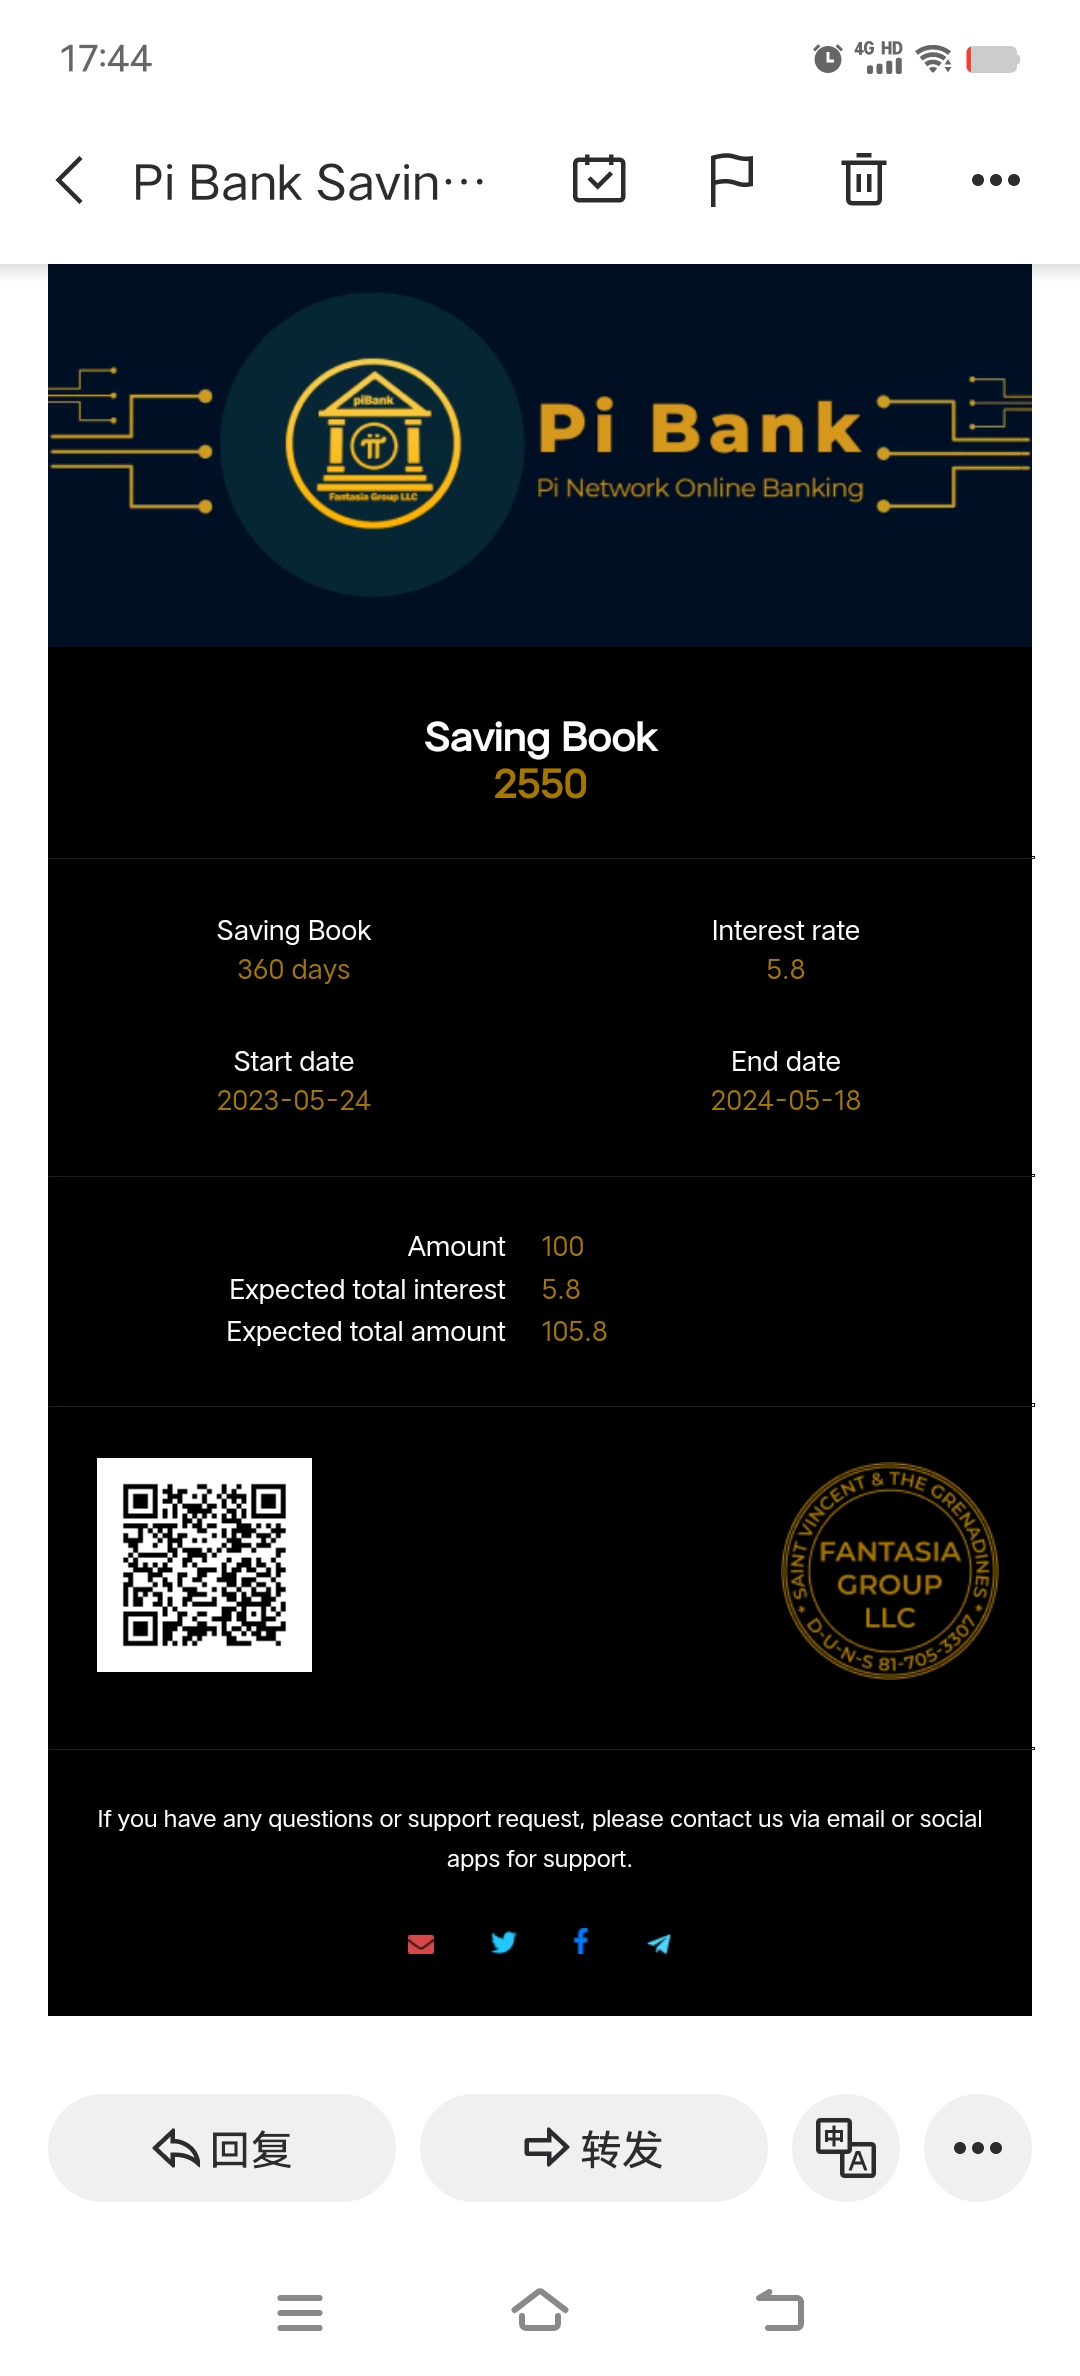 17:44
4G HD
Pi Bank Savin···
piBank
Fantasia Group LLC
Pi Bank
Pi Network Online Banking
Saving Book
2550
Saving Book
360 days
Interest rate
5.8
Start date
2023-05-24
End date
2024-05-18
Amount 100
Expected total interest 5.8
Expected total amount 105.8
SAINT VINCENT & THE GRENADINES
FANTASIA
GROUP
LLC
D-U-N-S 81-705-3307
If you have any questions or support request, please contact us via email or social
apps for support.
回复
转发
中
A